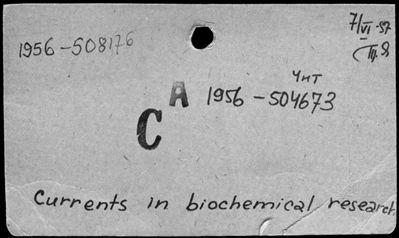 7/VI-57
1956-508176
Чит
A 1956-504673
C
Currents in biochemical research